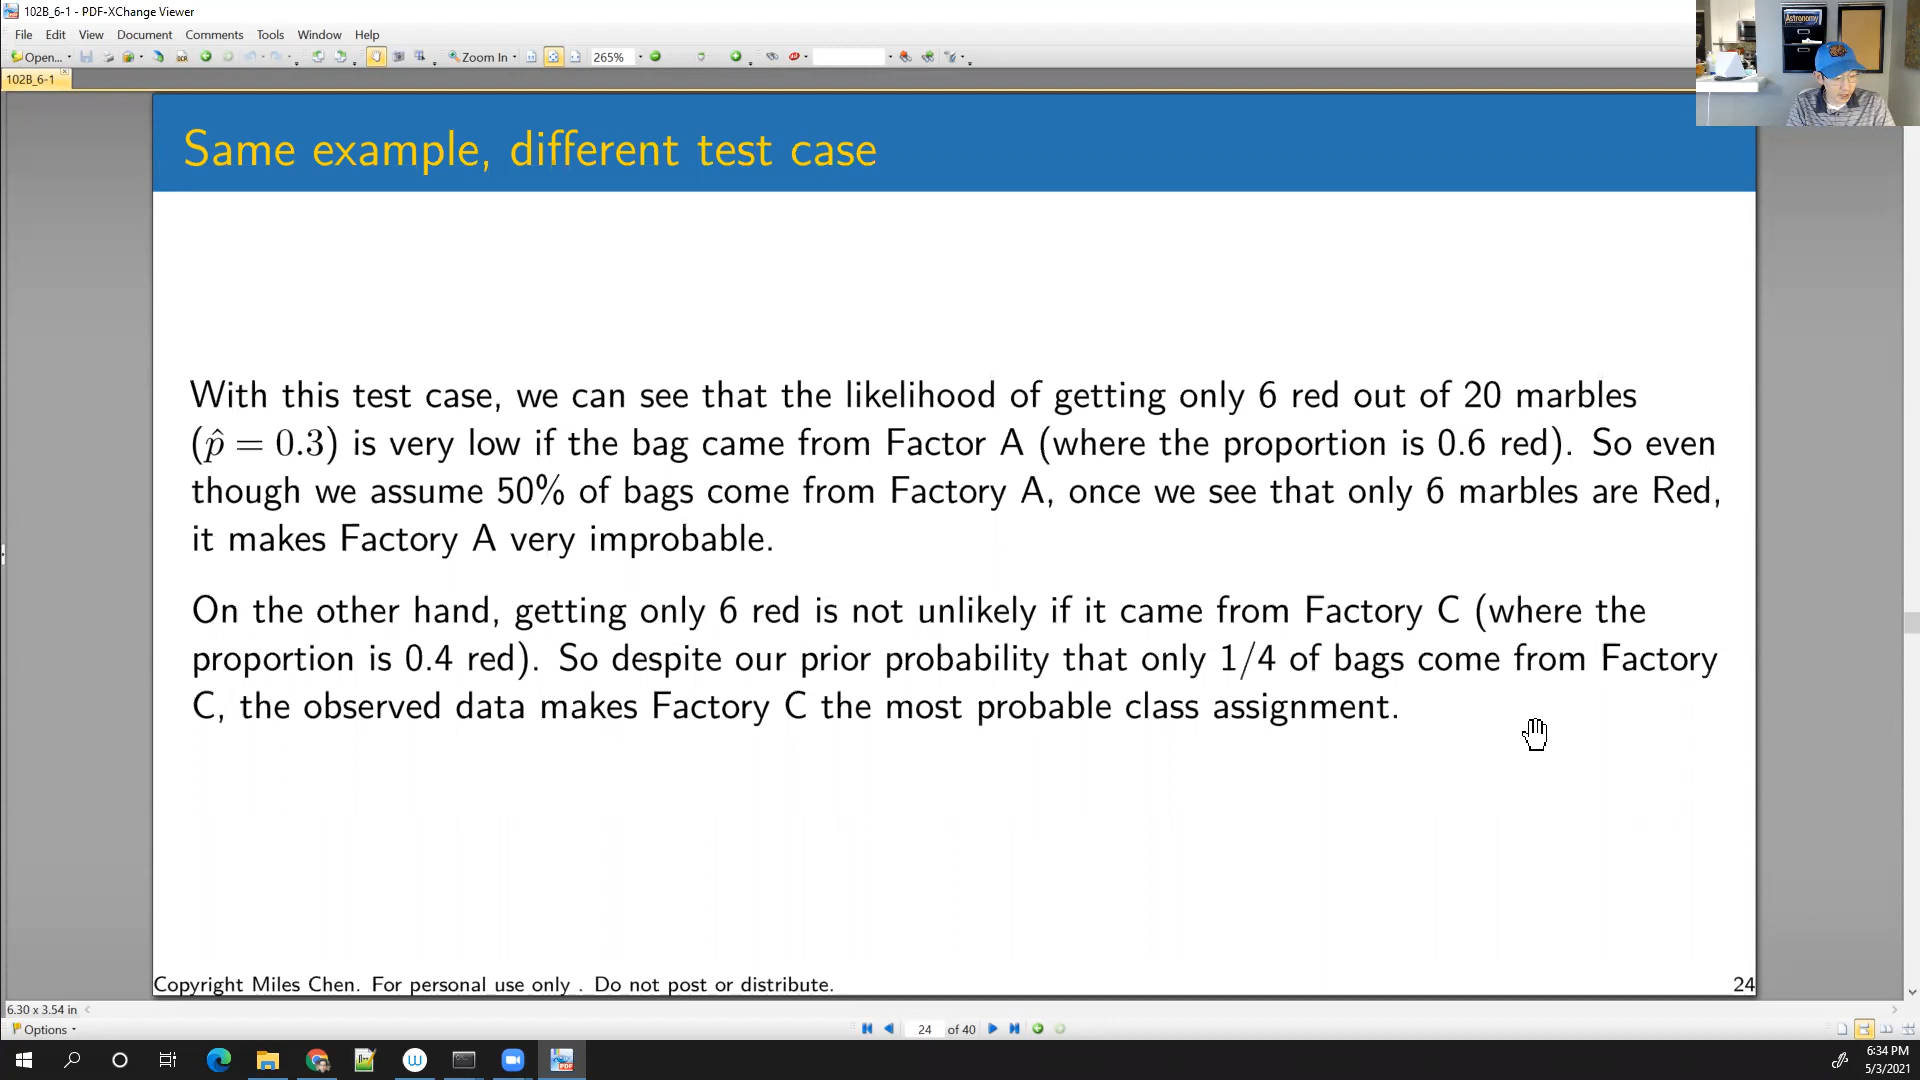 102B_6-1 - PDF-XChange Viewer
File Edit View Document Comments Tools Window Help
Open... Zoom In 265%
102B_6-1
Astronomy
Same example, different test case
With this test case, we can see that the likelihood of getting only 6 red out of 20 marbles
(p̂ = 0.3) is very low if the bag came from Factor A (where the proportion is 0.6 red). So even
though we assume 50% of bags come from Factory A, once we see that only 6 marbles are Red,
it makes Factory A very improbable.
On the other hand, getting only 6 red is not unlikely if it came from Factory C (where the
proportion is 0.4 red). So despite our prior probability that only 1/4 of bags come from Factory
C, the observed data makes Factory C the most probable class assignment.
Copyright Miles Chen. For personal use only . Do not post or distribute.
24
6.30 x 3.54 in
Options
24 of 40
6:34 PM
5/3/2021